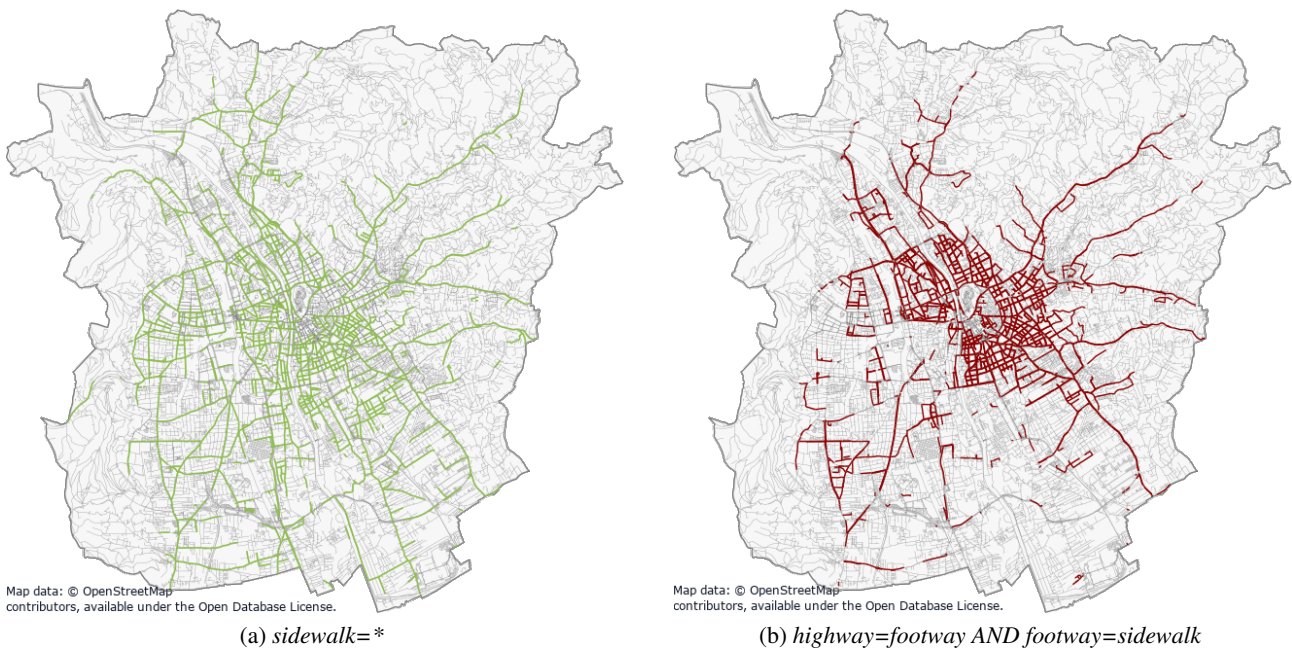 Map data: © OpenStreetMap
contributors, available under the Open Database License.
(a) sidewalk=*
Map data: © OpenStreetMap
contributors, available under the Open Database License.
(b) highway=footway AND footway=sidewalk